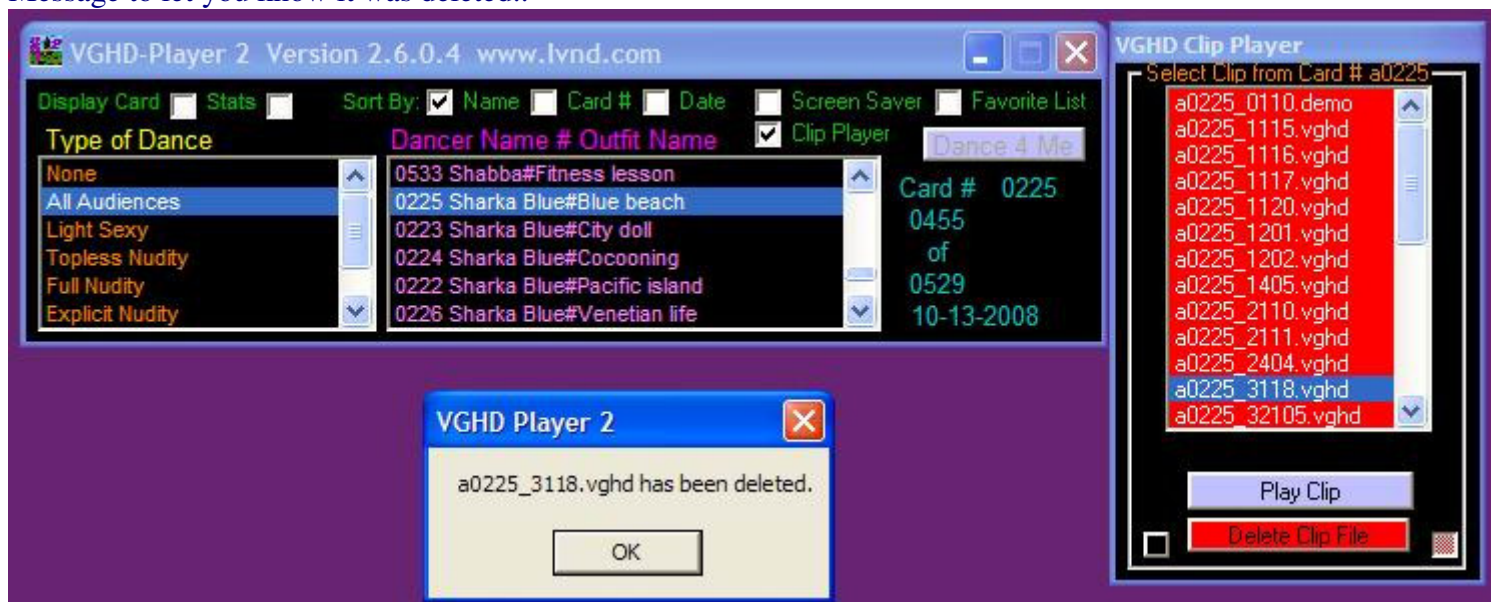 Message to let you know it was deleted..
VGHD-Player 2 Version 2.6.0.4 www.lvnd.com
Display Card Stats Sort By: Name Card # Date Screen Saver Favorite List
Clip Player
Type of Dance
Dancer Name # Outfit Name
Dance 4 Me
None
All Audiences
Light Sexy
Topless Nudity
Full Nudity
Explicit Nudity
0533 Shabba#Fitness lesson
0225 Sharka Blue#Blue beach
0223 Sharka Blue#City doll
0224 Sharka Blue#Cocooning
0222 Sharka Blue#Pacific island
0226 Sharka Blue#Venetian life
Card # 0225
0455
of
0529
10-13-2008
VGHD Clip Player
Select Clip from Card # a0225
a0225_0110.demo
a0225_1115.vghd
a0225_1116.vghd
a0225_1117.vghd
a0225_1120.vghd
a0225_1201.vghd
a0225_1202.vghd
a0225_1405.vghd
a0225_2110.vghd
a0225_2111.vghd
a0225_2404.vghd
a0225_3118.vghd
a0225_32105.vghd
Play Clip
Delete Clip File
VGHD Player 2
a0225_3118.vghd has been deleted.
OK